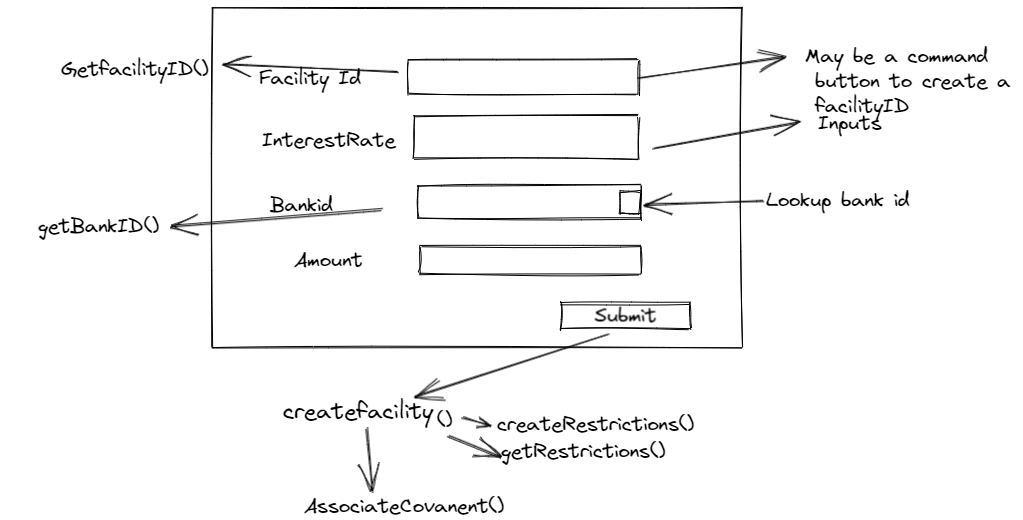 GetfacilityID()
Facility Id
May be a command
button to create a
facilityID
Inputs
InterestRate
Bankid
Lookup bank id
getBankID()
Amount
Submit
createfacility()
createRestrictions()
getRestrictions()
AssociateCovanent()